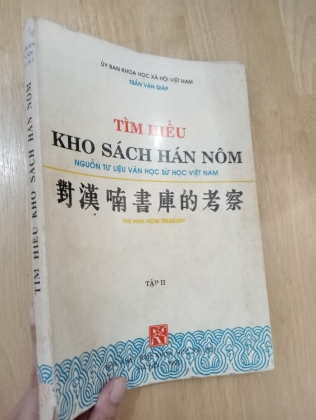 ỦY BAN KHOA HỌC XÃ HỘI VIỆT NAM
TRẦN VĂN GIÁP
TÌM HIỂU
KHO SÁCH HÁN NÔM
NGUỒN TƯ LIỆU VĂN HỌC SỬ HỌC VIỆT NAM
對漢喃書庫的考察
THE HAN NOM TREASURY
TẬP II
TÌM HIỂU KHO SÁCH HÁN NÔM